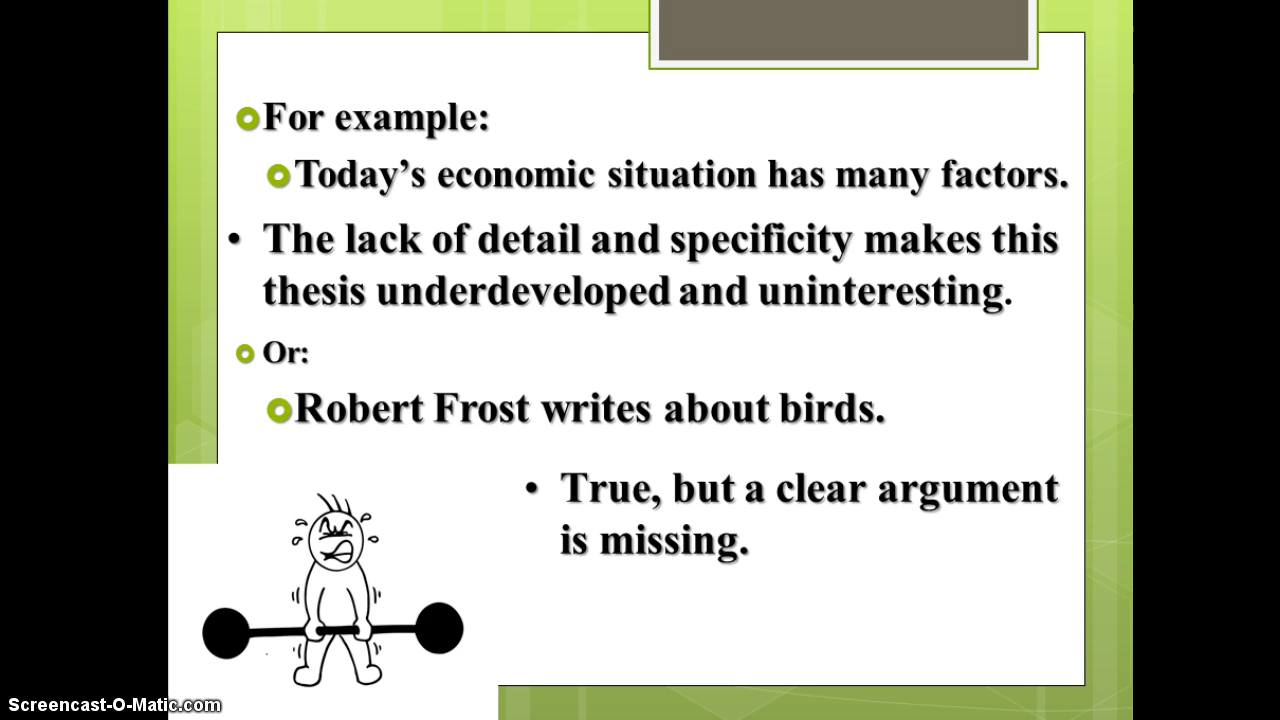 For example:
Today’s economic situation has many factors.
• The lack of detail and specificity makes this
thesis underdeveloped and uninteresting.
Or:
Robert Frost writes about birds.
• True, but a clear argument
is missing.
Screencast-O-Matic.com